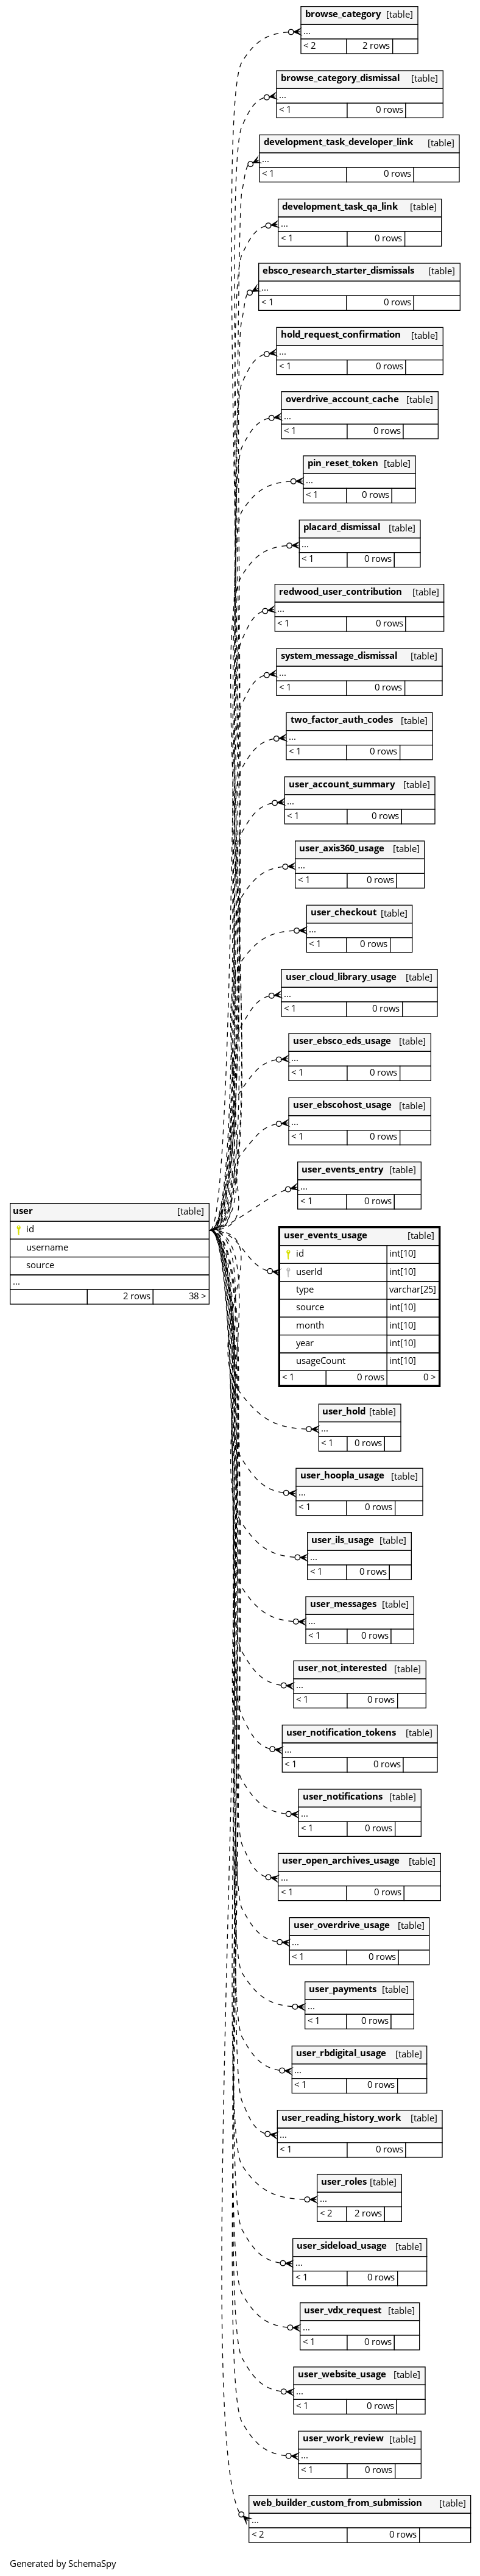 browse_category [table]
...
< 2 2 rows
browse_category_dismissal [table]
...
< 1 0 rows
development_task_developer_link [table]
...
< 1 0 rows
development_task_qa_link [table]
...
< 1 0 rows
ebsco_research_starter_dismissals [table]
...
< 1 0 rows
hold_request_confirmation [table]
...
< 1 0 rows
overdrive_account_cache [table]
...
< 1 0 rows
pin_reset_token [table]
...
< 1 0 rows
placard_dismissal [table]
...
< 1 0 rows
redwood_user_contribution [table]
...
< 1 0 rows
system_message_dismissal [table]
...
< 1 0 rows
two_factor_auth_codes [table]
...
< 1 0 rows
user_account_summary [table]
...
< 1 0 rows
user_axis360_usage [table]
...
< 1 0 rows
user_checkout [table]
...
< 1 0 rows
user_cloud_library_usage [table]
...
< 1 0 rows
user_ebsco_eds_usage [table]
...
< 1 0 rows
user_ebscohost_usage [table]
...
< 1 0 rows
user_events_entry [table]
...
< 1 0 rows
user [table]
id
username
source
...
2 rows 38 >
user_events_usage [table]
id int[10]
userId int[10]
type varchar[25]
source int[10]
month int[10]
year int[10]
usageCount int[10]
< 1 0 rows 0 >
user_hold [table]
...
< 1 0 rows
user_hoopla_usage [table]
...
< 1 0 rows
user_ils_usage [table]
...
< 1 0 rows
user_messages [table]
...
< 1 0 rows
user_not_interested [table]
...
< 1 0 rows
user_notification_tokens [table]
...
< 1 0 rows
user_notifications [table]
...
< 1 0 rows
user_open_archives_usage [table]
...
< 1 0 rows
user_overdrive_usage [table]
...
< 1 0 rows
user_payments [table]
...
< 1 0 rows
user_rbdigital_usage [table]
...
< 1 0 rows
user_reading_history_work [table]
...
< 1 0 rows
user_roles [table]
...
< 2 2 rows
user_sideload_usage [table]
...
< 1 0 rows
user_vdx_request [table]
...
< 1 0 rows
user_website_usage [table]
...
< 1 0 rows
user_work_review [table]
...
< 1 0 rows
web_builder_custom_from_submission [table]
...
< 2 0 rows
Generated by SchemaSpy